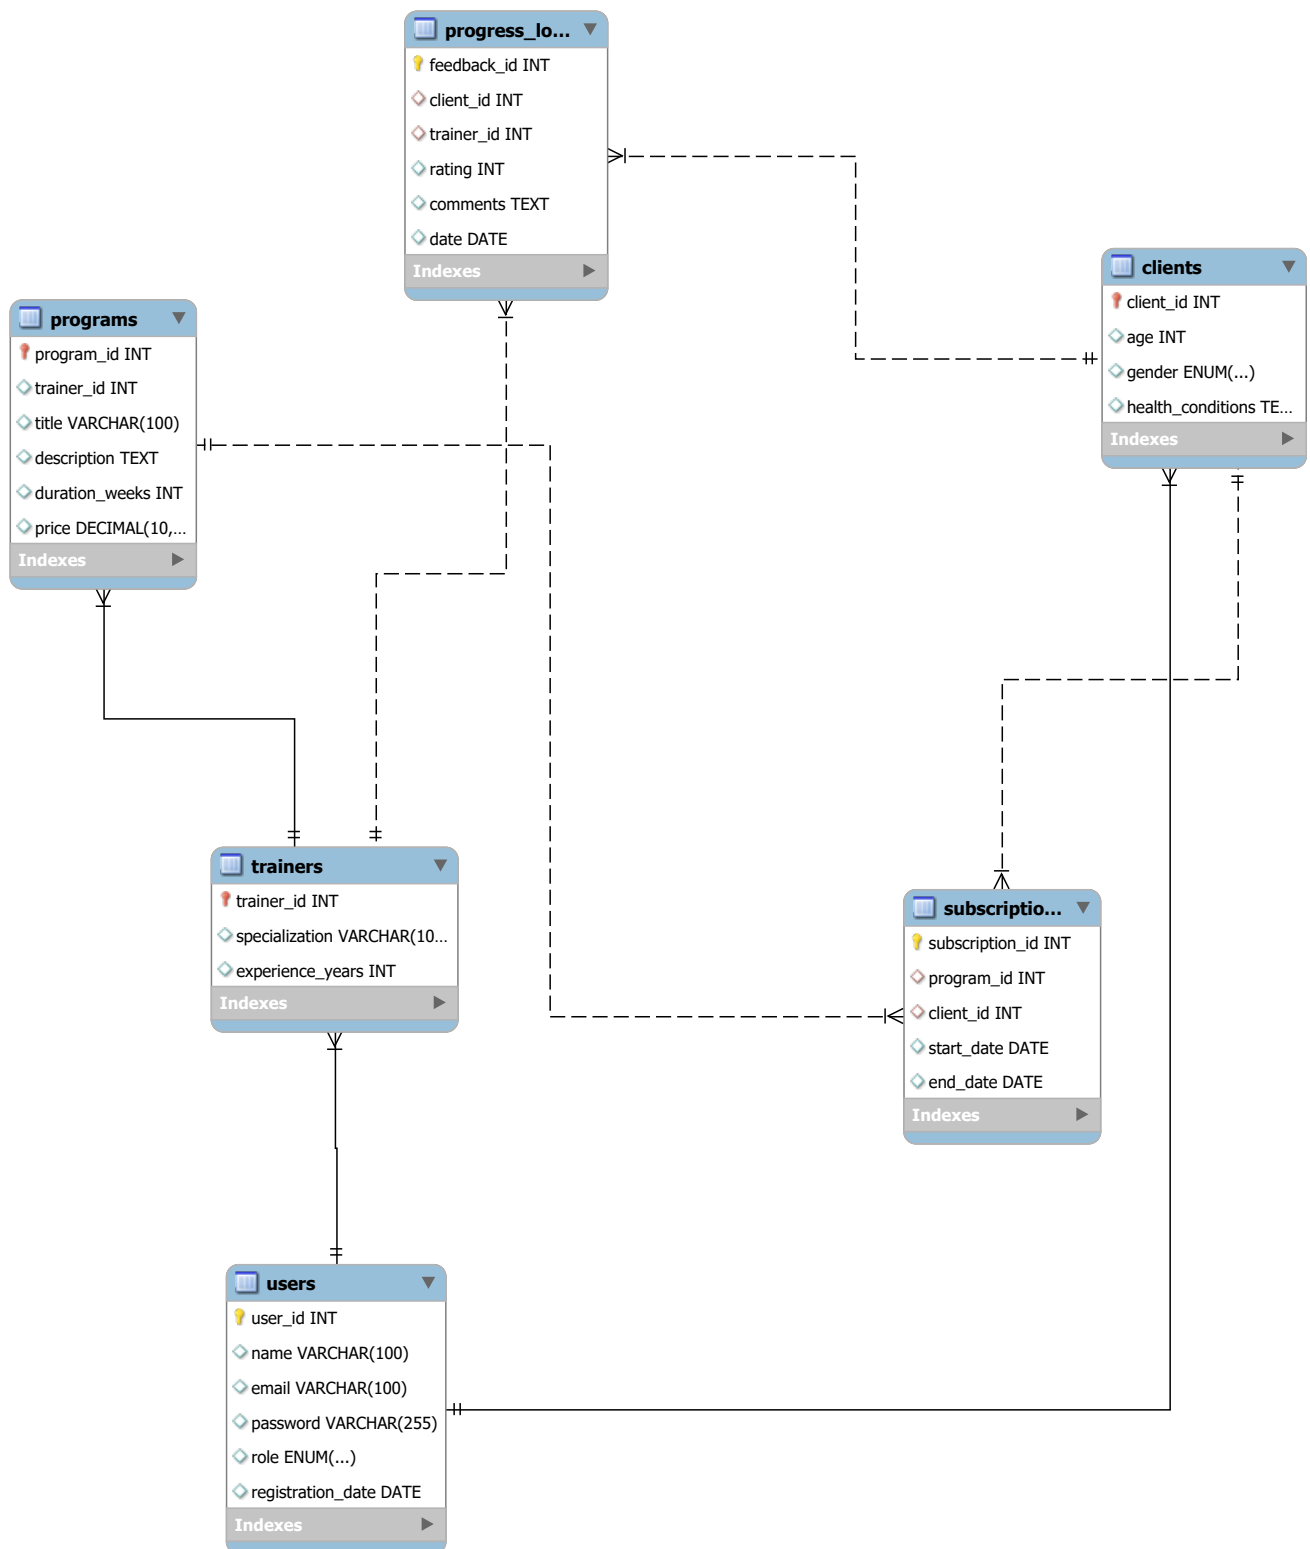 progress_lo...
feedback_id INT
client_id INT
trainer_id INT
rating INT
comments TEXT
date DATE
Indexes
clients
client_id INT
age INT
gender ENUM(...)
health_conditions TE...
Indexes
programs
program_id INT
trainer_id INT
title VARCHAR(100)
description TEXT
duration_weeks INT
price DECIMAL(10,...
Indexes
trainers
trainer_id INT
specialization VARCHAR(10...
experience_years INT
Indexes
subscriptio...
subscription_id INT
program_id INT
client_id INT
start_date DATE
end_date DATE
Indexes
users
user_id INT
name VARCHAR(100)
email VARCHAR(100)
password VARCHAR(255)
role ENUM(...)
registration_date DATE
Indexes